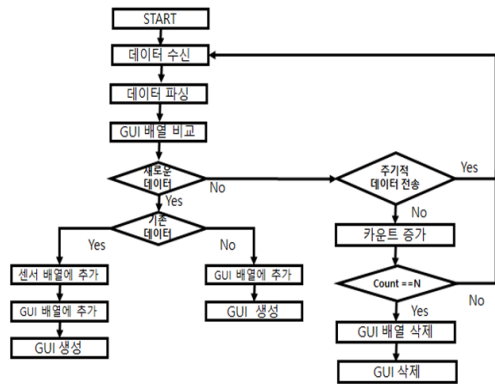 START
데이터 수신
데이터 파싱
GUI 배열 비교
새로운
데이터
No
Yes
주기적
데이터 전송
Yes
No
기존
데이터
Yes
No
카운트 증가
센서 배열에 추가
GUI 배열에 추가
GUI 생성
GUI 배열에 추가
GUI 생성
Count ==N
No
Yes
GUI 배열 삭제
GUI 삭제